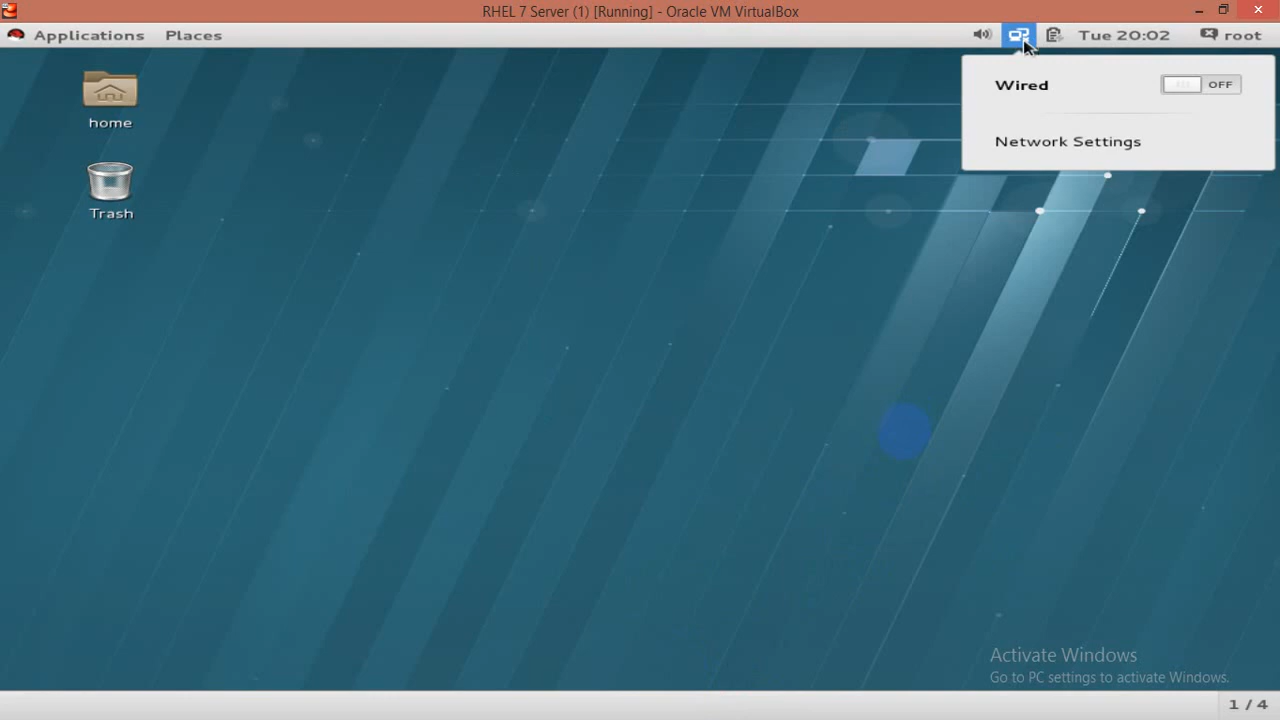 RHEL 7 Server (1) [Running] - Oracle VM VirtualBox
Applications Places Tue 20:02 root
Wired OFF
Network Settings
home
Trash
Activate Windows
Go to PC settings to activate Windows.
1 / 4